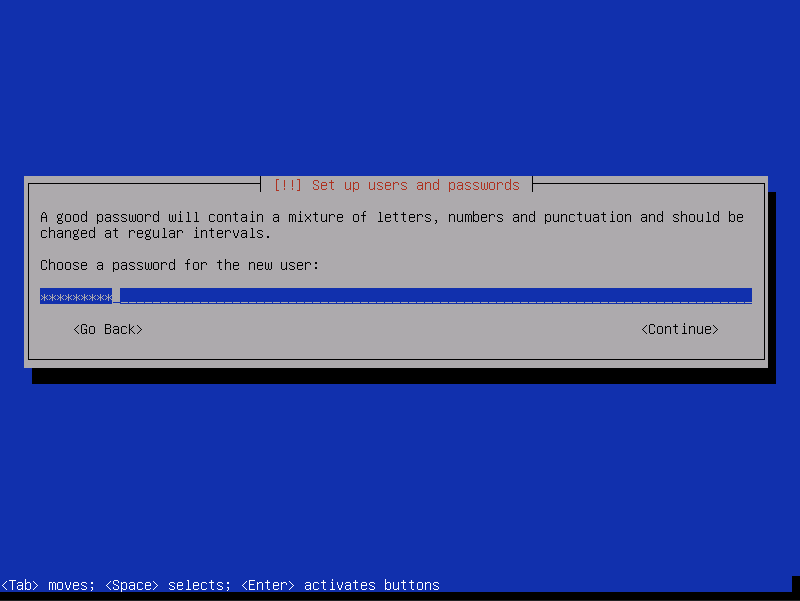 [!!] Set up users and passwords
A good password will contain a mixture of letters, numbers and punctuation and should be
changed at regular intervals.
Choose a password for the new user:
*********
<Go Back> <Continue>
<Tab> moves; <Space> selects; <Enter> activates buttons